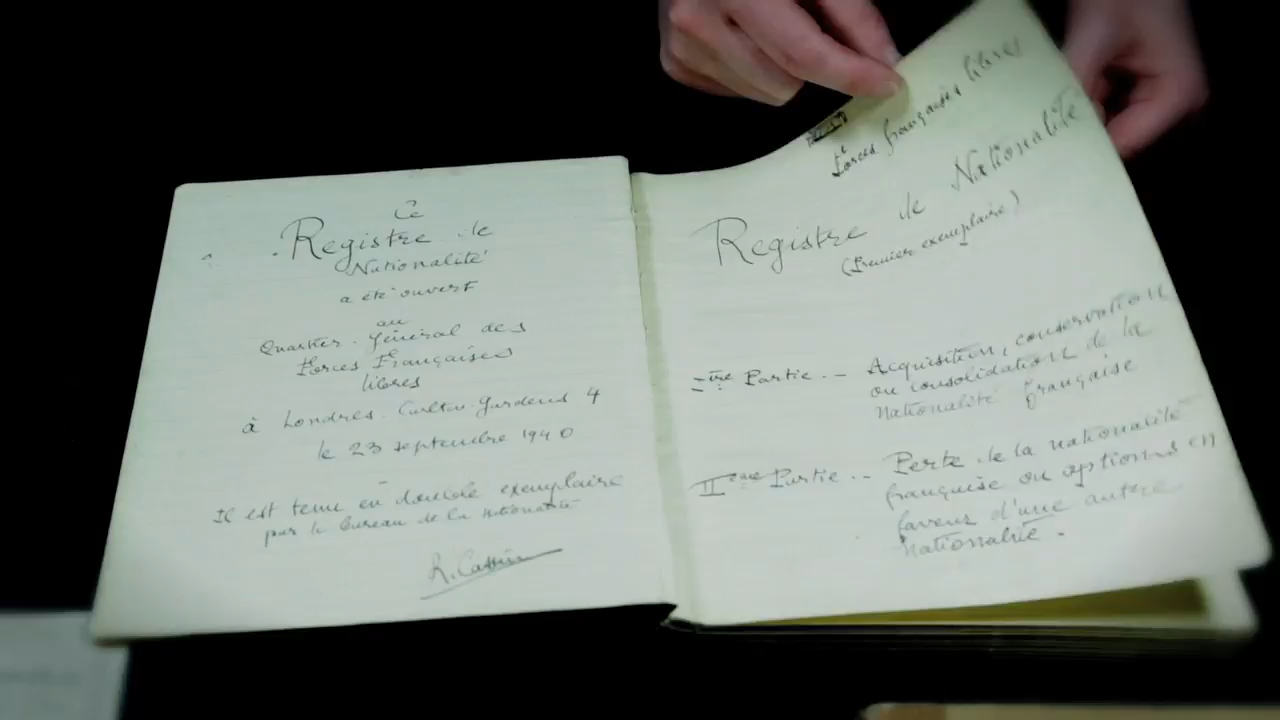 Ce
Registre de
Nationalité
a été ouvert
au
Quartier-Général des
Forces Françaises
libres
à Londres. Carlton Gardens 4
le 23 septembre 1940
Il est tenu en double exemplaire
par le bureau de la nationalité
R. Cassin
Forces françaises libres
Registre de Nationalité
(Premier exemplaire)
Ière Partie. — Acquisition, conservation
ou consolidation de la
nationalité française
IIème Partie. — Perte de la nationalité
française ou options en
faveur d'une autre
nationalité.